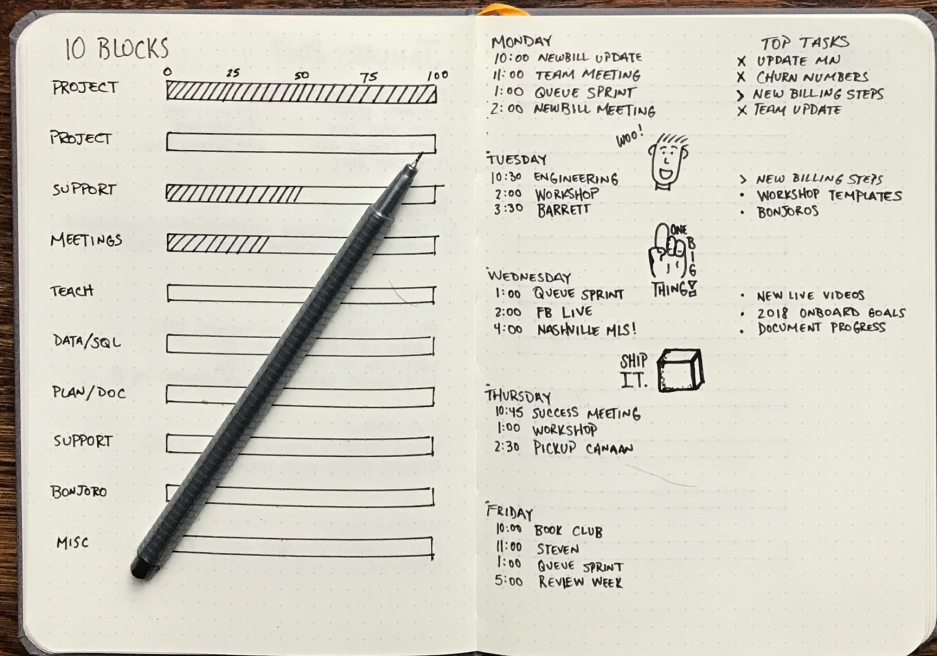 10 BLOCKS
0 25 50 75 100
PROJECT
PROJECT
SUPPORT
MEETINGS
TEACH
DATA/SQL
PLAN/DOC
SUPPORT
BONJORO
MISC
MONDAY
10:00 NEWBILL UPDATE
11:00 TEAM MEETING
1:00 QUEUE SPRINT
2:00 NEWBILL MEETING
TOP TASKS
X UPDATE MN
X CHURN NUMBERS
> NEW BILLING STEPS
X TEAM UPDATE
WOO!
TUESDAY
10:30 ENGINEERING
2:00 WORKSHOP
3:30 BARRETT
> NEW BILLING STEPS
• WORKSHOP TEMPLATES
• BONJOROS
ONE
BIG
THING!
WEDNESDAY
1:00 QUEUE SPRINT
2:00 FB LIVE
4:00 NASHVILLE MLS!
• NEW LIVE VIDEOS
• 2018 ONBOARD GOALS
• DOCUMENT PROGRESS
SHIP
IT.
THURSDAY
10:45 SUCCESS MEETING
1:00 WORKSHOP
2:30 PICKUP CANAAN
FRIDAY
10:00 BOOK CLUB
11:00 STEVEN
1:00 QUEUE SPRINT
5:00 REVIEW WEEK